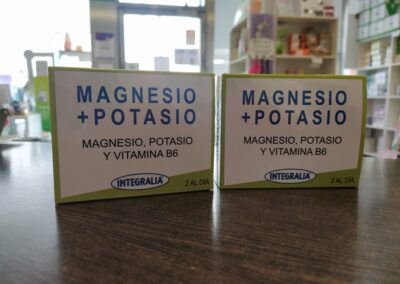 MAGNESIO
+POTASIO
MAGNESIO, POTASIO
Y VITAMINA B6
INTEGRALIA
2 AL DÍA
MAGNESIO
+POTASIO
MAGNESIO, POTASIO
Y VITAMINA B6
INTEGRALIA
2 AL DÍA